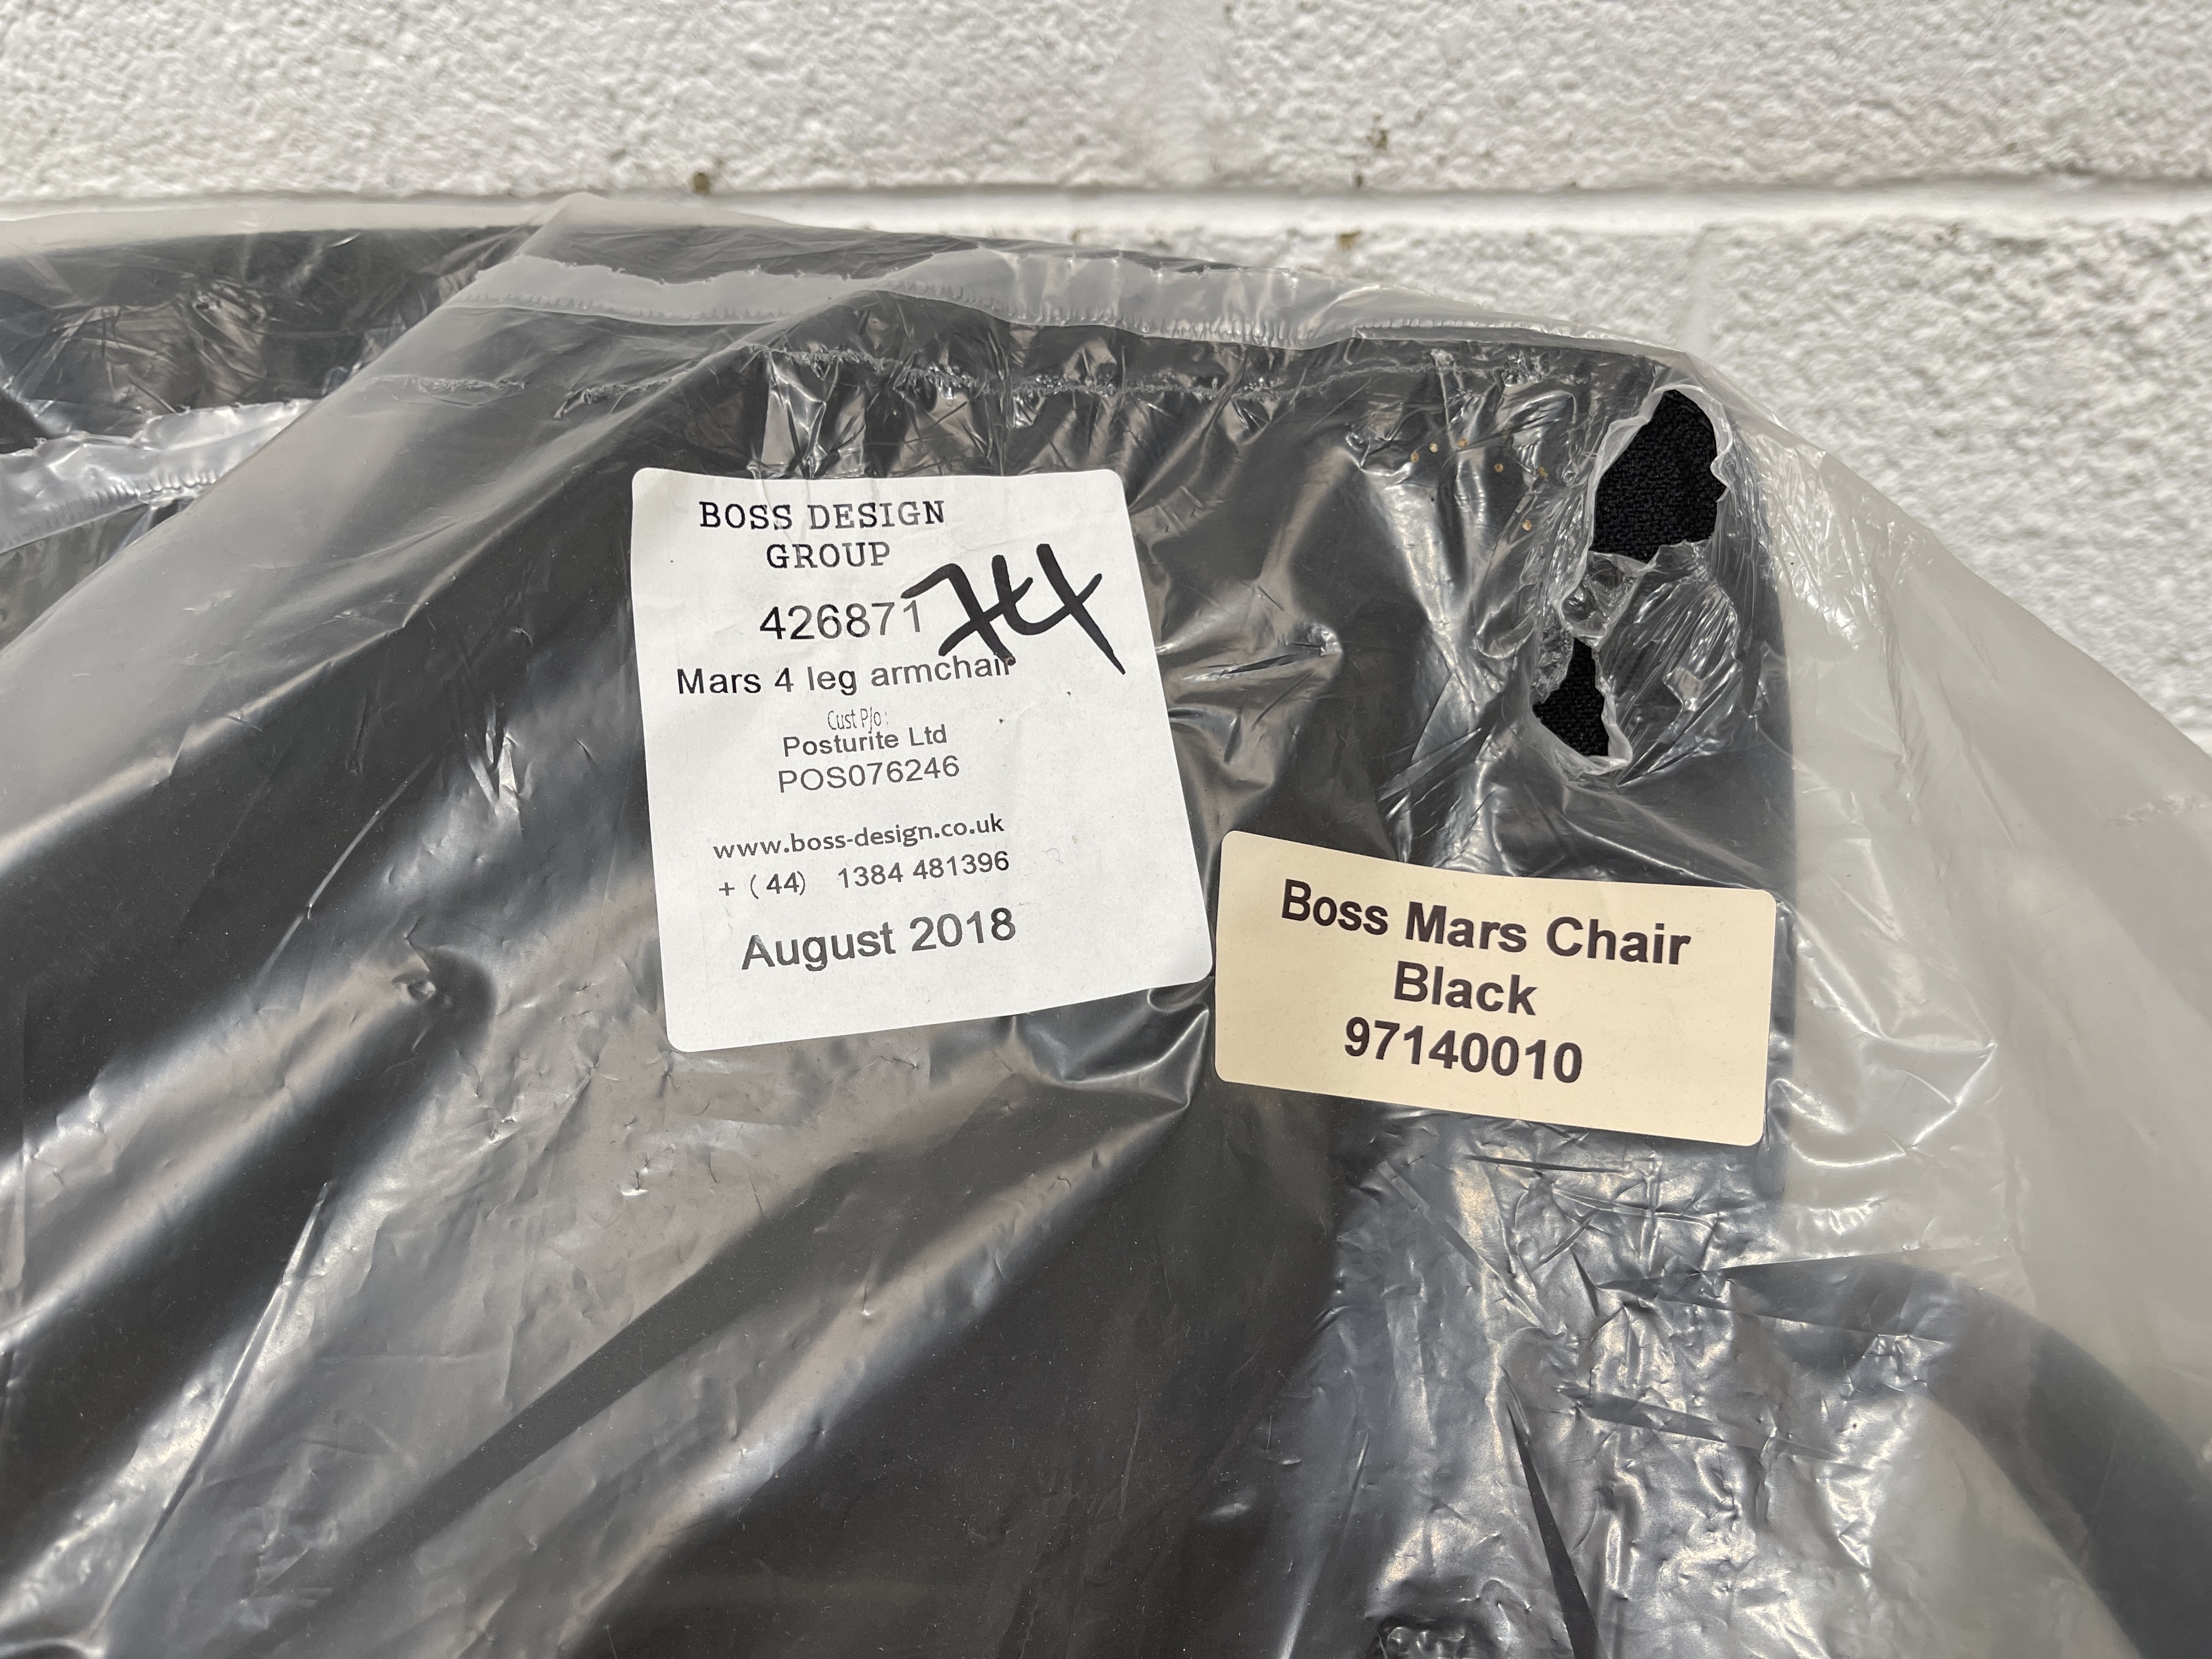 BOSS DESIGN
GROUP
426871
74
Mars 4 leg armchair
Cust P/o :
Posturite Ltd
POS076246
www.boss-design.co.uk
+ ( 44) 1384 481396
August 2018
Boss Mars Chair
Black
97140010